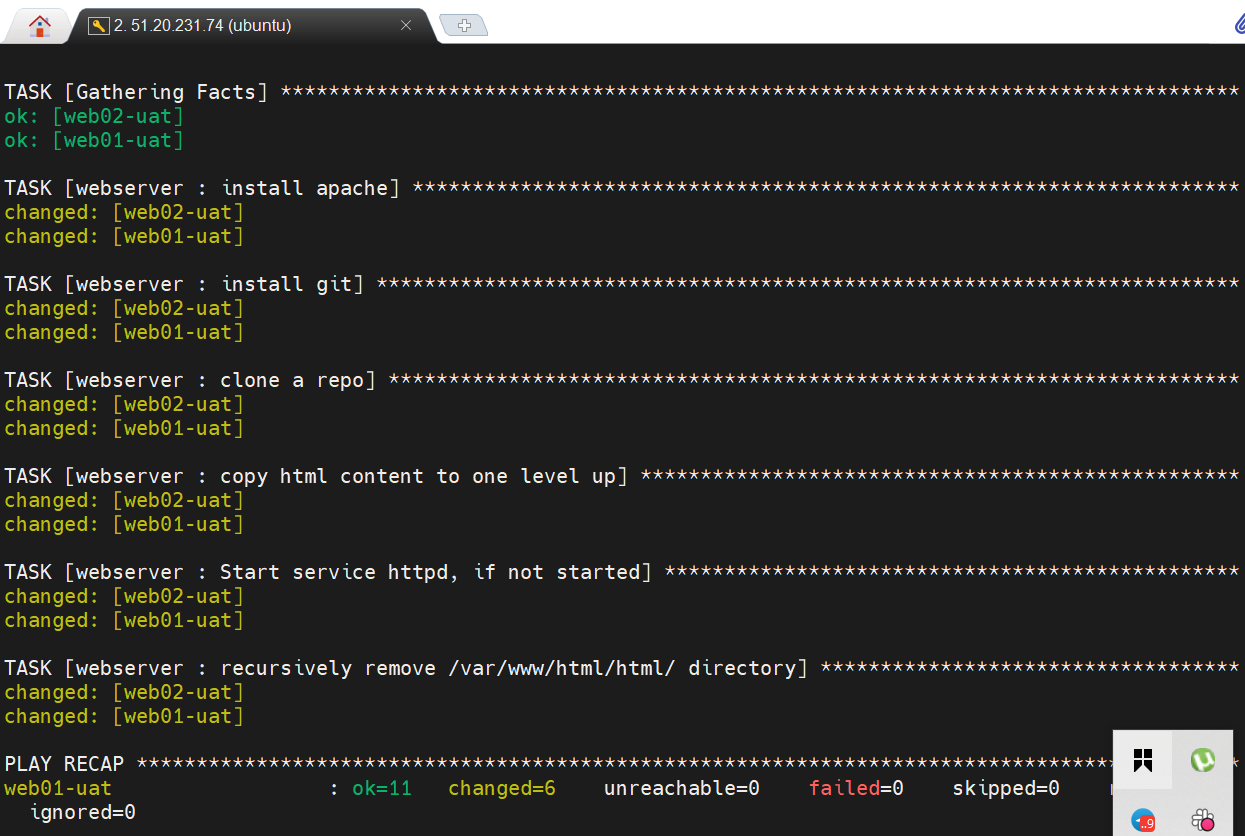 2. 51.20.231.74 (ubuntu)
TASK [Gathering Facts] ********************************************************************************
ok: [web02-uat]
ok: [web01-uat]
TASK [webserver : install apache] *********************************************************************
changed: [web02-uat]
changed: [web01-uat]
TASK [webserver : install git] ************************************************************************
changed: [web02-uat]
changed: [web01-uat]
TASK [webserver : clone a repo] ***********************************************************************
changed: [web02-uat]
changed: [web01-uat]
TASK [webserver : copy html content to one level up] **************************************************
changed: [web02-uat]
changed: [web01-uat]
TASK [webserver : Start service httpd, if not started] ************************************************
changed: [web02-uat]
changed: [web01-uat]
TASK [webserver : recursively remove /var/www/html/html/ directory] ***********************************
changed: [web02-uat]
changed: [web01-uat]
PLAY RECAP *********************************************************************************
web01-uat : ok=11 changed=6 unreachable=0 failed=0 skipped=0
ignored=0